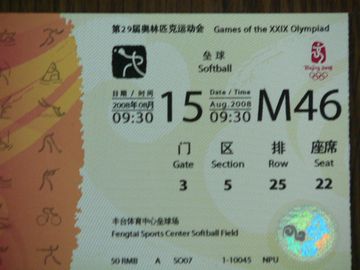 第29届奥林匹克运动会 Games of the XXIX Olympiad
垒球
Softball
Beijing 2008
日期 / 时间 Date / Time
2008年08月 15 Aug.2008 M46
09:30 09:30
门 区 排 座席
Gate Section Row Seat
3 5 25 22
丰台体育中心垒球场
Fengtai Sports Center Softball Field
50 RMB A SO07 1-10045 NPU